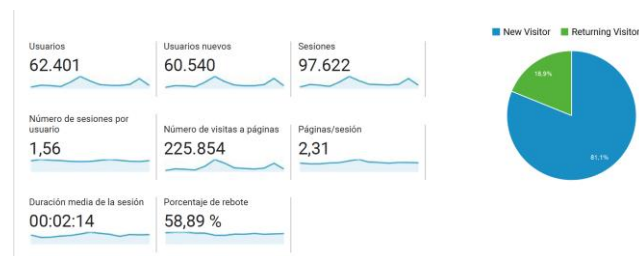 New Visitor Returning Visitor
Usuarios
62.401
Usuarios nuevos
60.540
Sesiones
97.622
Número de sesiones por
usuario
1,56
Número de visitas a páginas
225.854
Páginas/sesión
2,31
Duración media de la sesión
00:02:14
Porcentaje de rebote
58,89 %
18,9%
81,1%